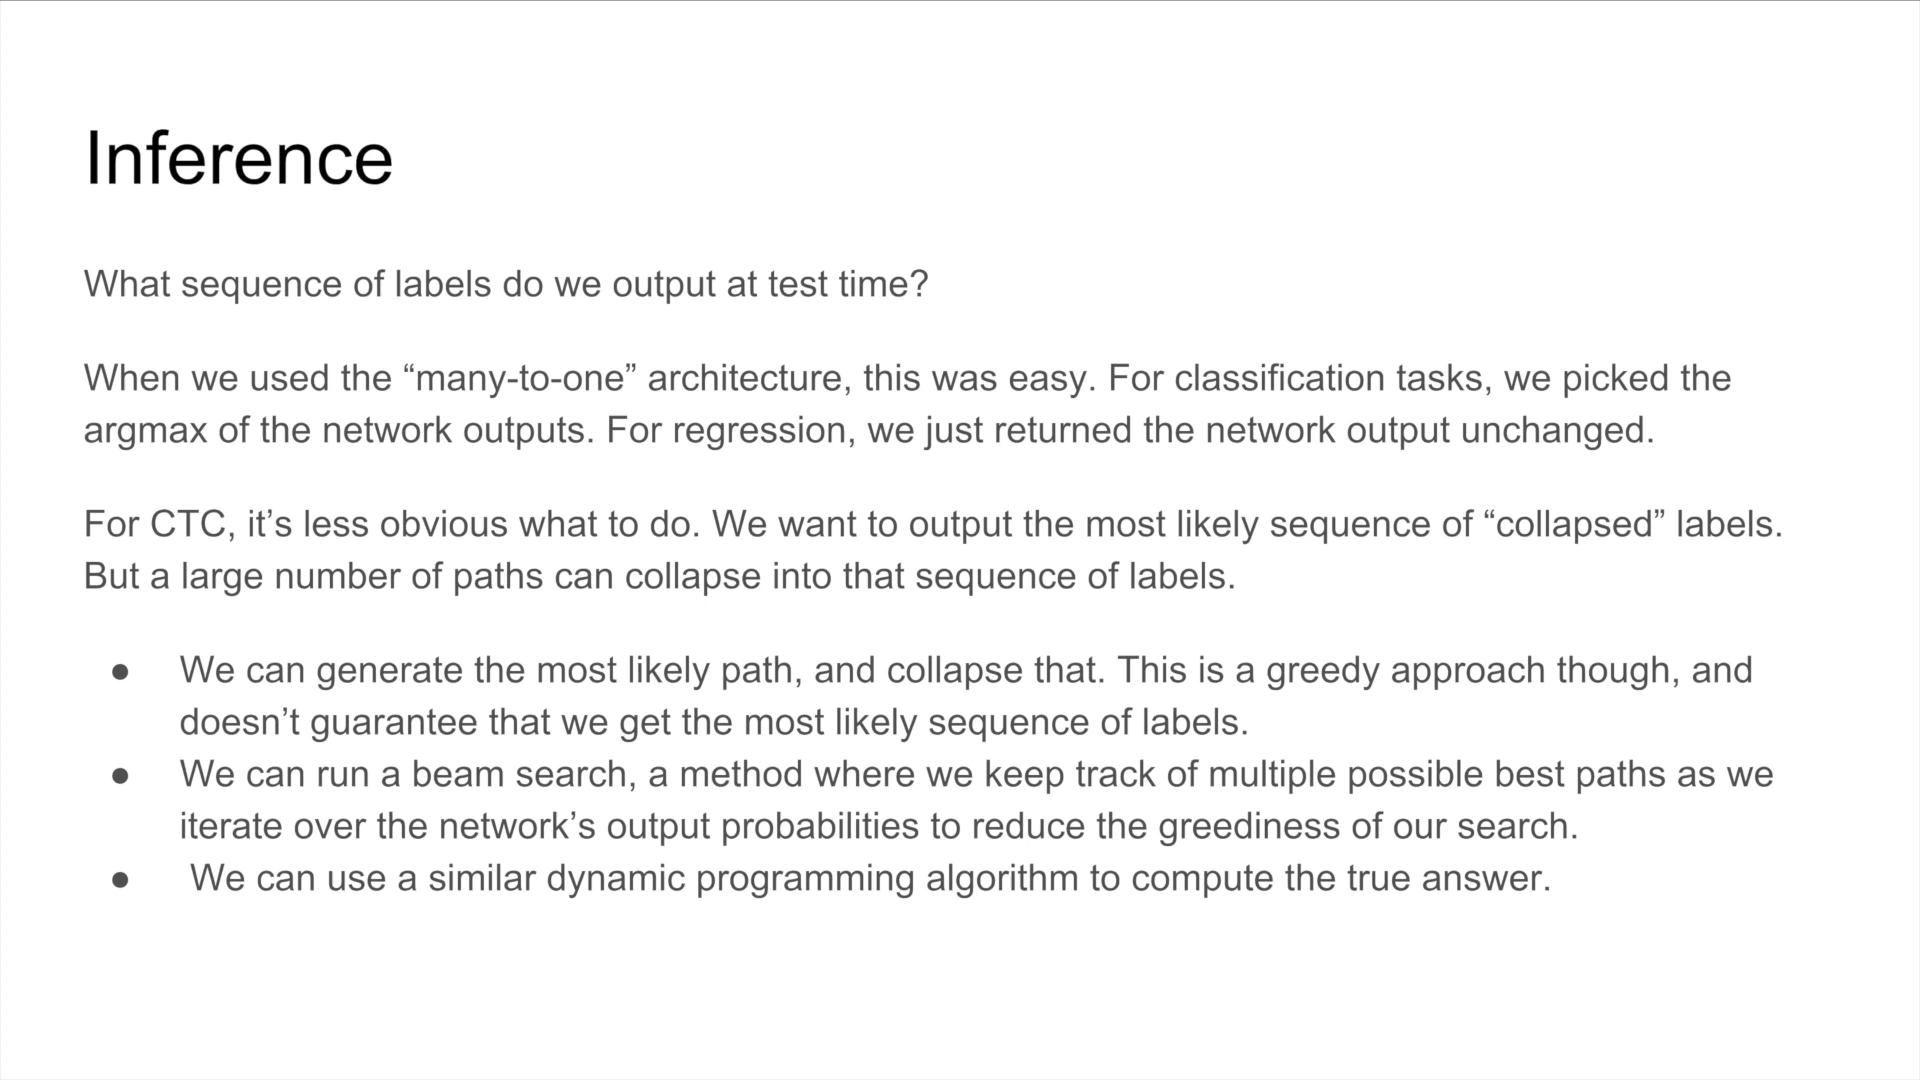 Inference
What sequence of labels do we output at test time?
When we used the “many-to-one” architecture, this was easy. For classification tasks, we picked the
argmax of the network outputs. For regression, we just returned the network output unchanged.
For CTC, it’s less obvious what to do. We want to output the most likely sequence of “collapsed” labels.
But a large number of paths can collapse into that sequence of labels.
● We can generate the most likely path, and collapse that. This is a greedy approach though, and
doesn’t guarantee that we get the most likely sequence of labels.
● We can run a beam search, a method where we keep track of multiple possible best paths as we
iterate over the network’s output probabilities to reduce the greediness of our search.
● We can use a similar dynamic programming algorithm to compute the true answer.